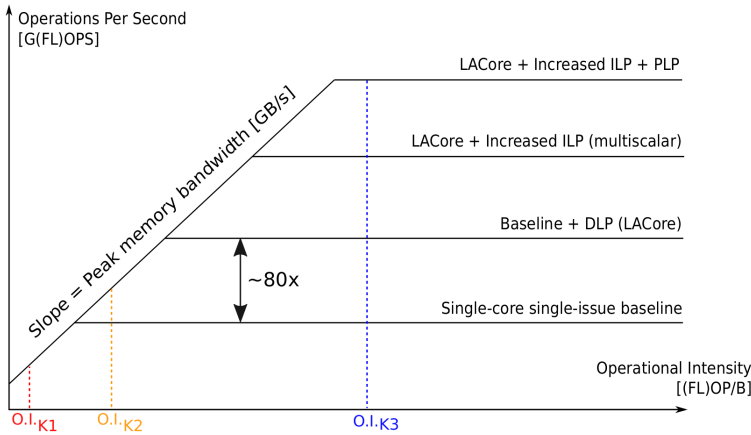 Operations Per Second
[G(FL)OPS]
LACore + Increased ILP + PLP
Slope = Peak memory bandwidth [GB/s]
LACore + Increased ILP (multiscalar)
Baseline + DLP (LACore)
~80x
Single-core single-issue baseline
Operational Intensity
[(FL)OP/B]
O.I.K1
O.I.K2
O.I.K3